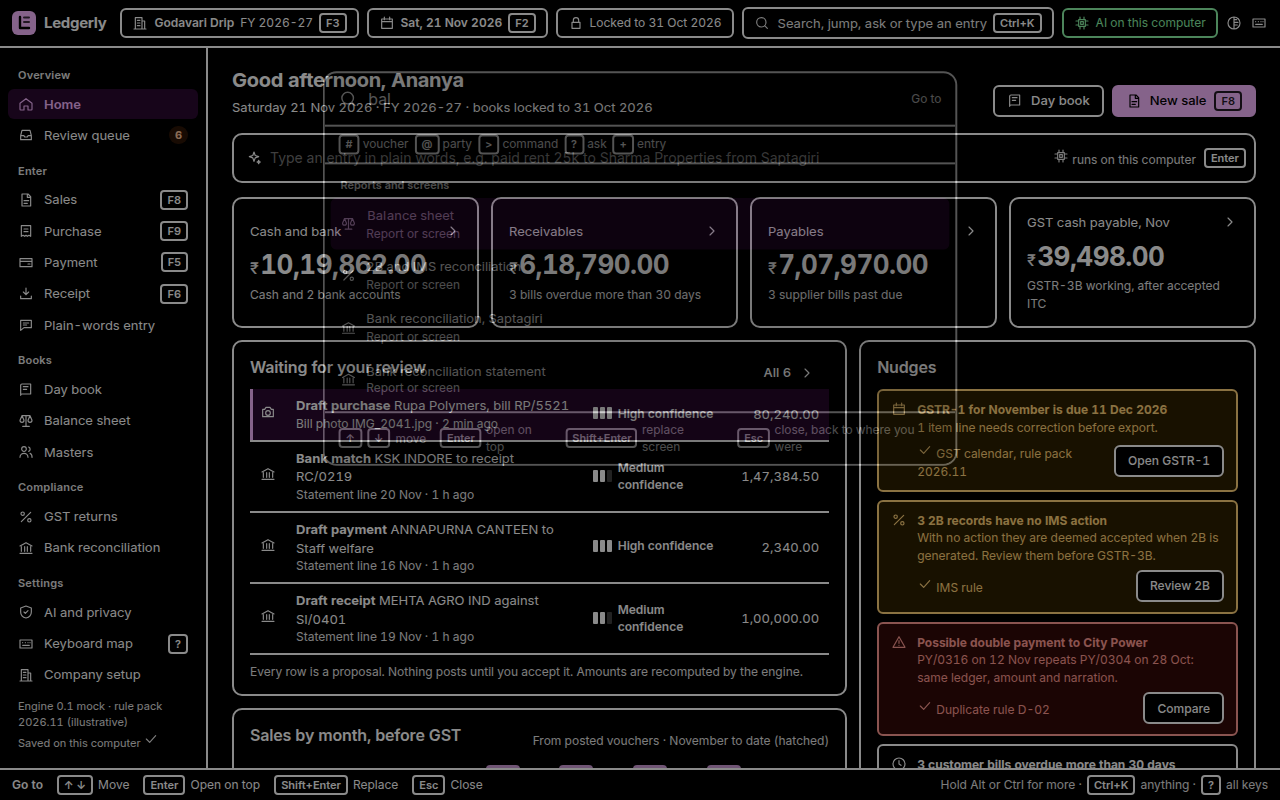 Ledgerly
Godavari Drip FY 2026-27 F3
Sat, 21 Nov 2026 F2
Locked to 31 Oct 2026
Search, jump, ask or type an entry Ctrl+K
AI on this computer
Overview
Home
Review queue 6
Enter
Sales F8
Purchase F9
Payment F5
Receipt F6
Plain-words entry
Books
Day book
Balance sheet
Masters
Compliance
GST returns
Bank reconciliation
Settings
AI and privacy
Keyboard map ?
Company setup
Engine 0.1 mock · rule pack
2026.11 (illustrative)
Saved on this computer
Good afternoon, Ananya
Saturday 21 Nov 2026 · FY 2026-27 · books locked to 31 Oct 2026
Day book
New sale F8
Type an entry in plain words, e.g. paid rent 25k to Sharma Properties from Saptagiri
runs on this computer Enter
Cash and bank
₹10,19,862.00
Cash and 2 bank accounts
Receivables
₹6,18,790.00
3 bills overdue more than 30 days
Payables
₹7,07,970.00
3 supplier bills past due
GST cash payable, Nov
₹39,498.00
GSTR-3B working, after accepted
ITC
bal
Go to
# voucher @ party > command ? ask + entry
Reports and screens
Balance sheet
Report or screen
2B and IMS reconciliation
Report or screen
Bank reconciliation, Saptagiri
Report or screen
Bank reconciliation statement
Report or screen
↑ ↓ move Enter open on top Shift+Enter replace screen Esc close, back to where you were
Waiting for your review
All 6
Draft purchase Rupa Polymers, bill RP/5521
Bill photo IMG_2041.jpg · 2 min ago
High confidence
80,240.00
Bank match KSK INDORE to receipt
RC/0219
Statement line 20 Nov · 1 h ago
Medium
confidence
1,47,384.50
Draft payment ANNAPURNA CANTEEN to
Staff welfare
Statement line 16 Nov · 1 h ago
High confidence
2,340.00
Draft receipt MEHTA AGRO IND against
SI/0401
Statement line 19 Nov · 1 h ago
Medium
confidence
1,00,000.00
Every row is a proposal. Nothing posts until you accept it. Amounts are recomputed by the engine.
Sales by month, before GST
From posted vouchers · November to date (hatched)
Nudges
GSTR-1 for November is due 11 Dec 2026
1 item line needs correction before export.
GST calendar, rule pack
2026.11
Open GSTR-1
3 2B records have no IMS action
With no action they are deemed accepted when 2B is
generated. Review them before GSTR-3B.
IMS rule
Review 2B
Possible double payment to City Power
PY/0316 on 12 Nov repeats PY/0304 on 28 Oct:
same ledger, amount and narration.
Duplicate rule D-02
Compare
3 customer bills overdue more than 30 days
Go to ↑ ↓ Move Enter Open on top Shift+Enter Replace Esc Close
Hold Alt or Ctrl for more · Ctrl+K anything · ? all keys